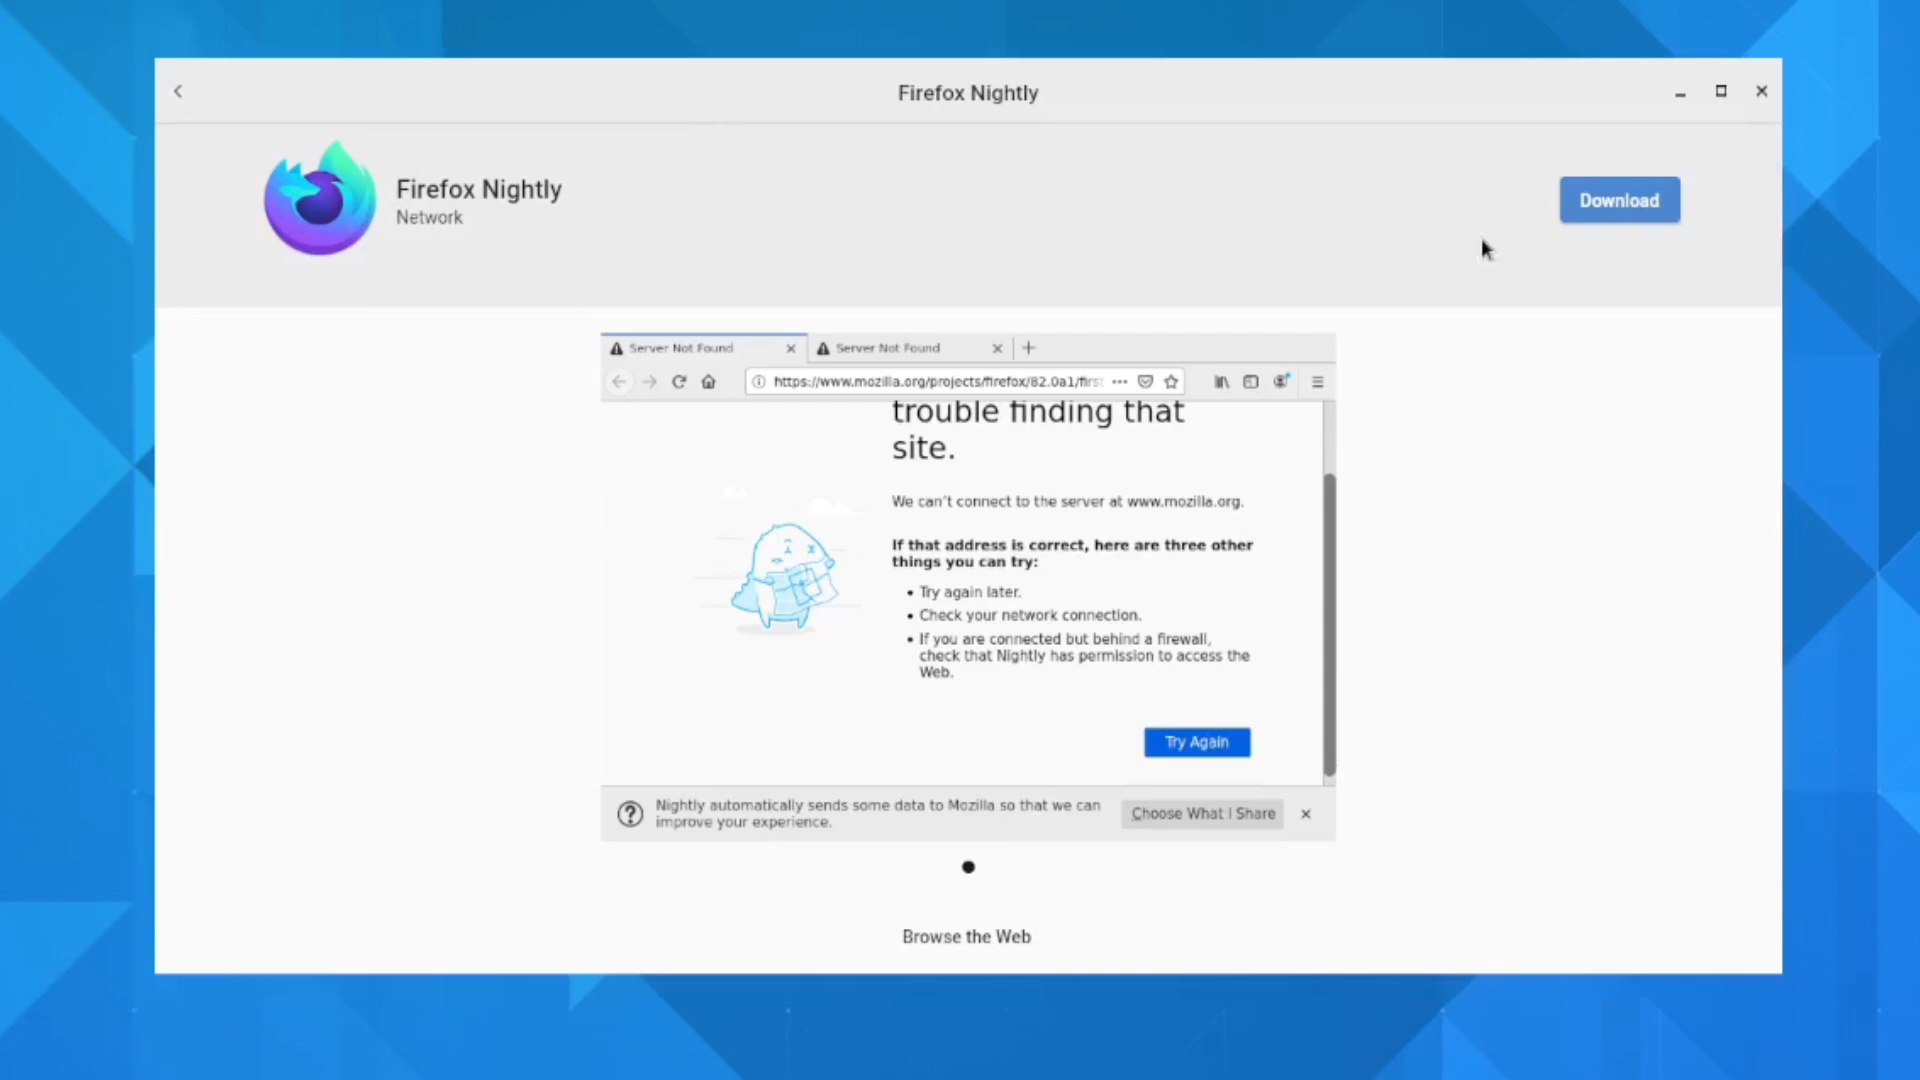 Firefox Nightly
Firefox Nightly
Network
Download
Server Not Found
Server Not Found
https://www.mozilla.org/projects/firefox/82.0a1/first
trouble finding that
site.
We can't connect to the server at www.mozilla.org.
If that address is correct, here are three other
things you can try:
• Try again later.
• Check your network connection.
• If you are connected but behind a firewall,
check that Nightly has permission to access the
Web.
Try Again
Nightly automatically sends some data to Mozilla so that we can
improve your experience.
Choose What I Share
Browse the Web